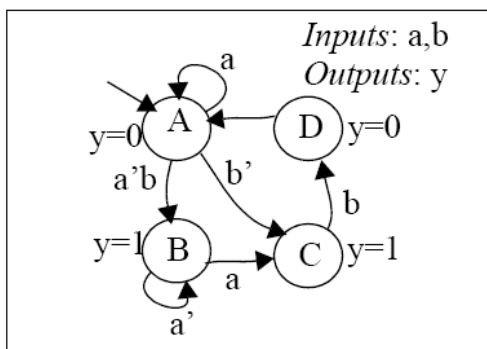 Inputs: a,b
Outputs: y
a
A
D
y=0
y=0
a’b
b’
b
y=1
B
C
y=1
a
a’